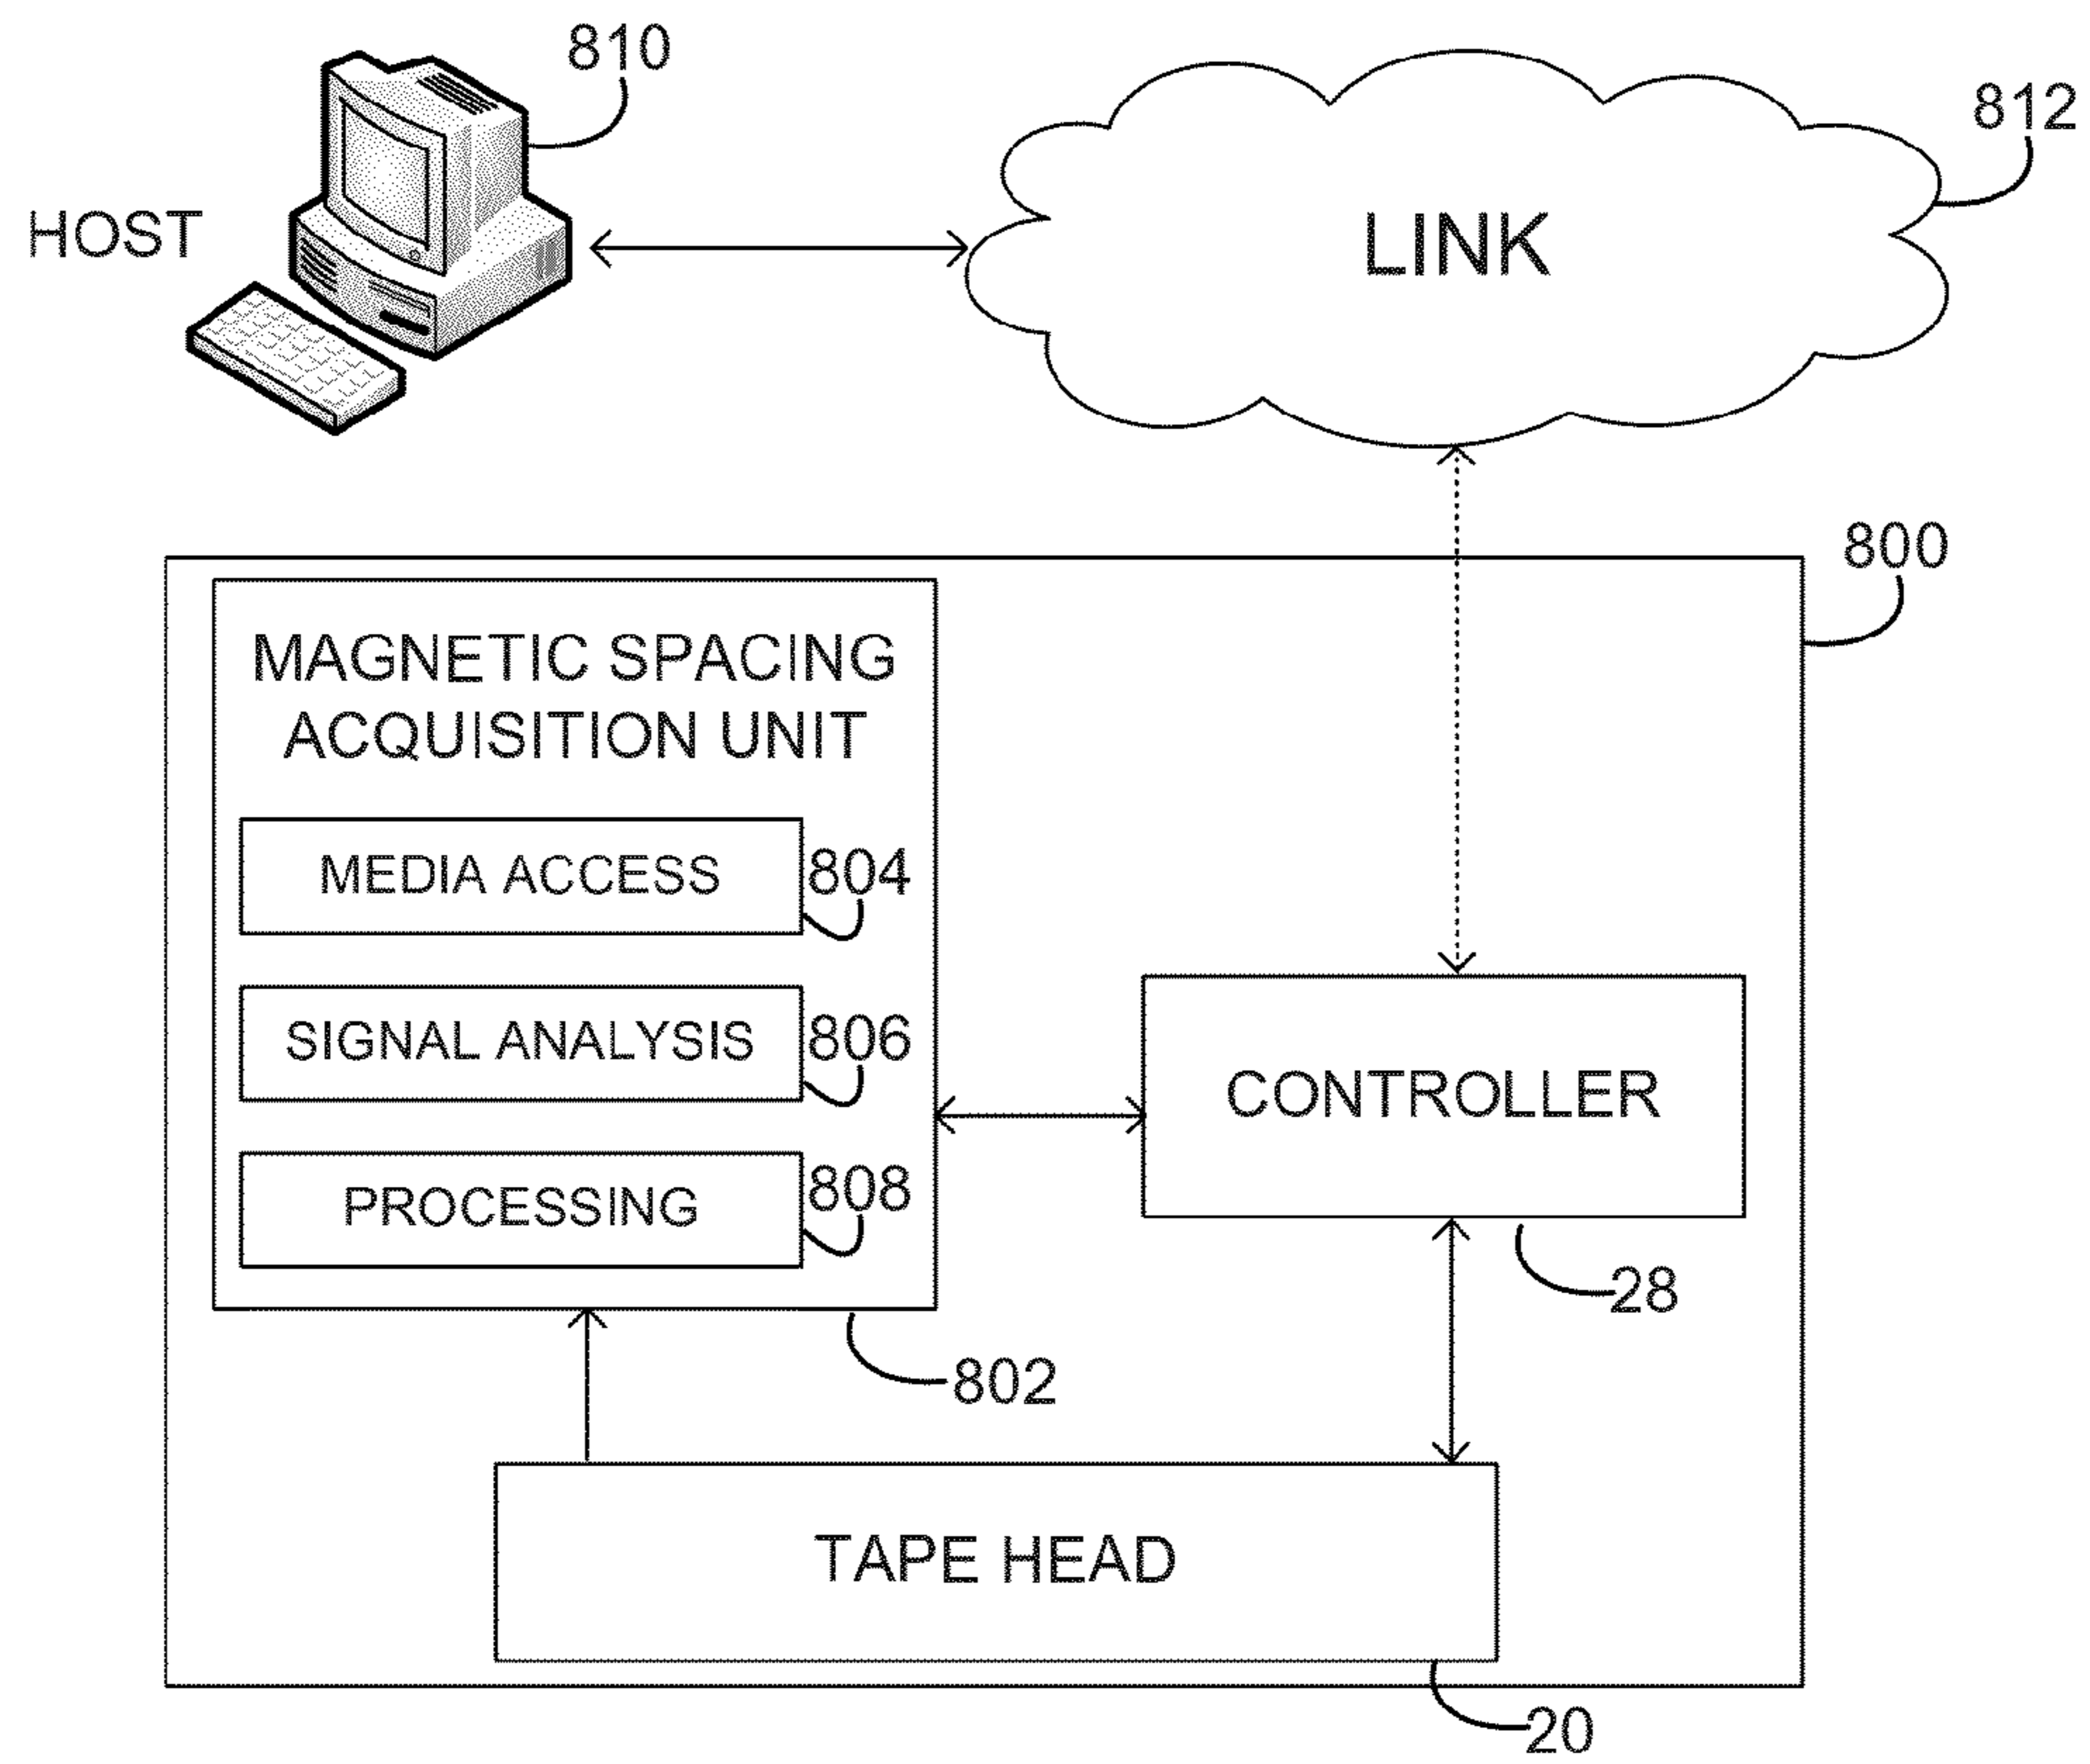 810
812
HOST
LINK
800
MAGNETIC SPACING
ACQUISITION UNIT
MEDIA ACCESS
804
SIGNAL ANALYSIS
806
CONTROLLER
PROCESSING
808
28
802
TAPE HEAD
20